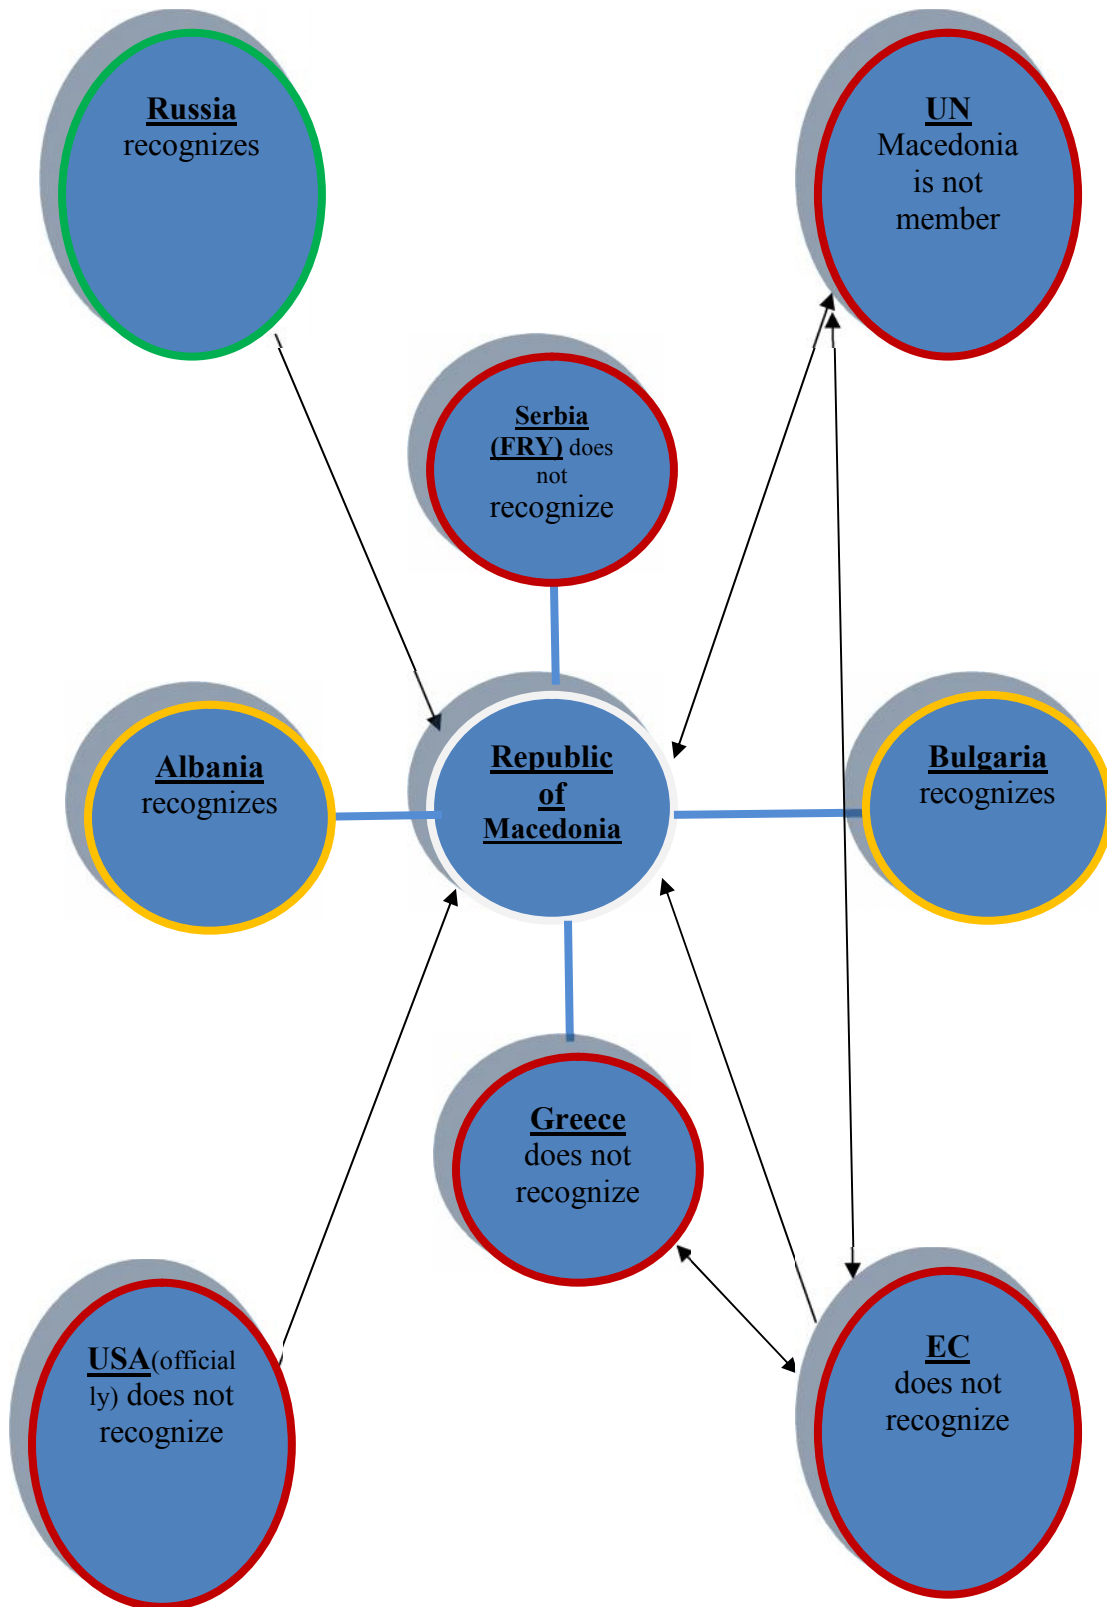 Russia
recognizes
UN
Macedonia
is not
member
Serbia
(FRY) does
not
recognize
Albania
recognizes
Republic
of
Macedonia
Bulgaria
recognizes
Greece
does not
recognize
USA(official
ly) does not
recognize
EC
does not
recognize